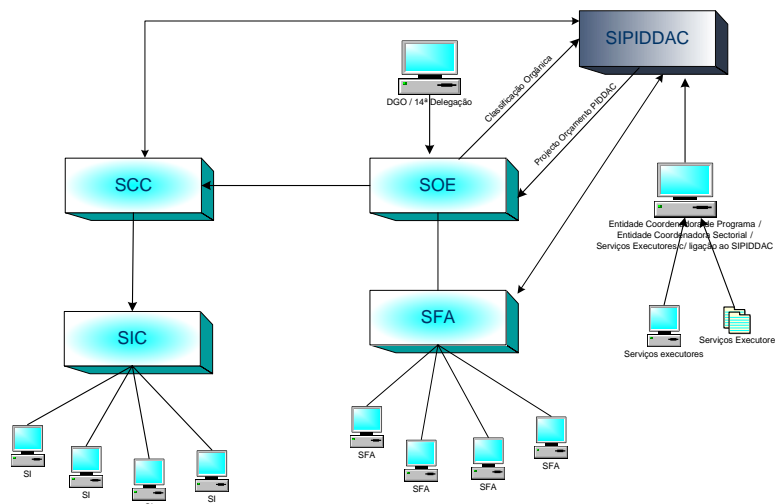 SIPIDDAC
DGO / 14ª Delegação
Classificação Orgânica
Projecto Orçamento PIDDAC
SCC
SOE
Entidade Coordenadora de Programa /
Entidade Coordenadora Sectorial /
Serviços Executores c/ ligação ao SIPIDDAC
SIC
SFA
Serviços executores
Serviços Executore
SFA
SFA
SFA
SFA
SI
SI
SI
SI